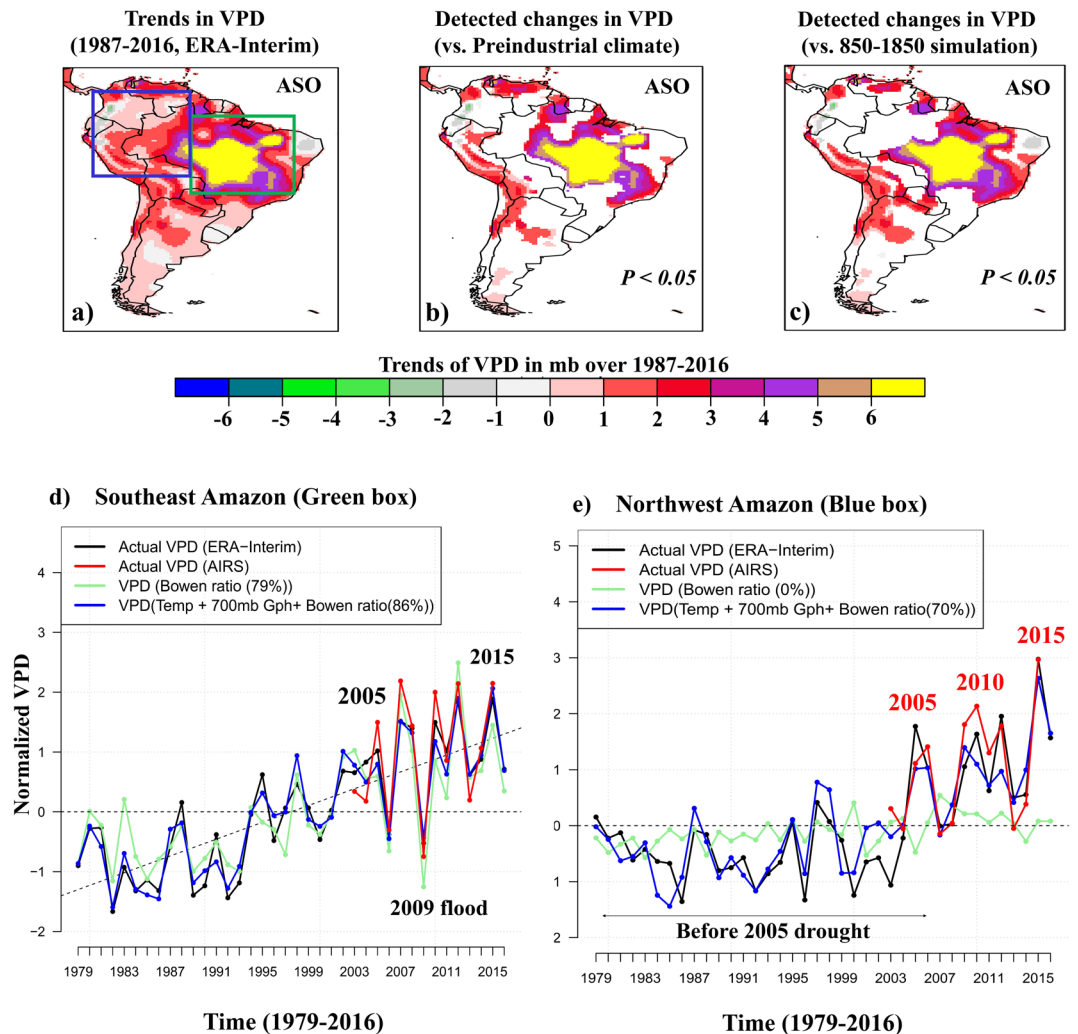 Trends in VPD
(1987-2016, ERA-Interim)
Detected changes in VPD
(vs. Preindustrial climate)
Detected changes in VPD
(vs. 850-1850 simulation)
ASO
a)
ASO
P < 0.05
b)
ASO
P < 0.05
c)
Trends of VPD in mb over 1987-2016
-6 -5 -4 -3 -2 -1 0 1 2 3 4 5 6
d) Southeast Amazon (Green box)
Actual VPD (ERA−Interim)
Actual VPD (AIRS)
VPD (Bowen ratio (79%))
VPD(Temp + 700mb Gph+ Bowen ratio(86%))
Normalized VPD
4
3
2
1
0
−1
−2
2005
2015
2009 flood
1979 1983 1987 1991 1995 1999 2003 2007 2011 2015
Time (1979-2016)
e) Northwest Amazon (Blue box)
Actual VPD (ERA−Interim)
Actual VPD (AIRS)
VPD (Bowen ratio (0%))
VPD(Temp + 700mb Gph+ Bowen ratio(70%))
5
4
3
2
1
0
1
2
2005
2010
2015
Before 2005 drought
1979 1983 1987 1991 1995 1999 2003 2007 2011 2015
Time (1979-2016)